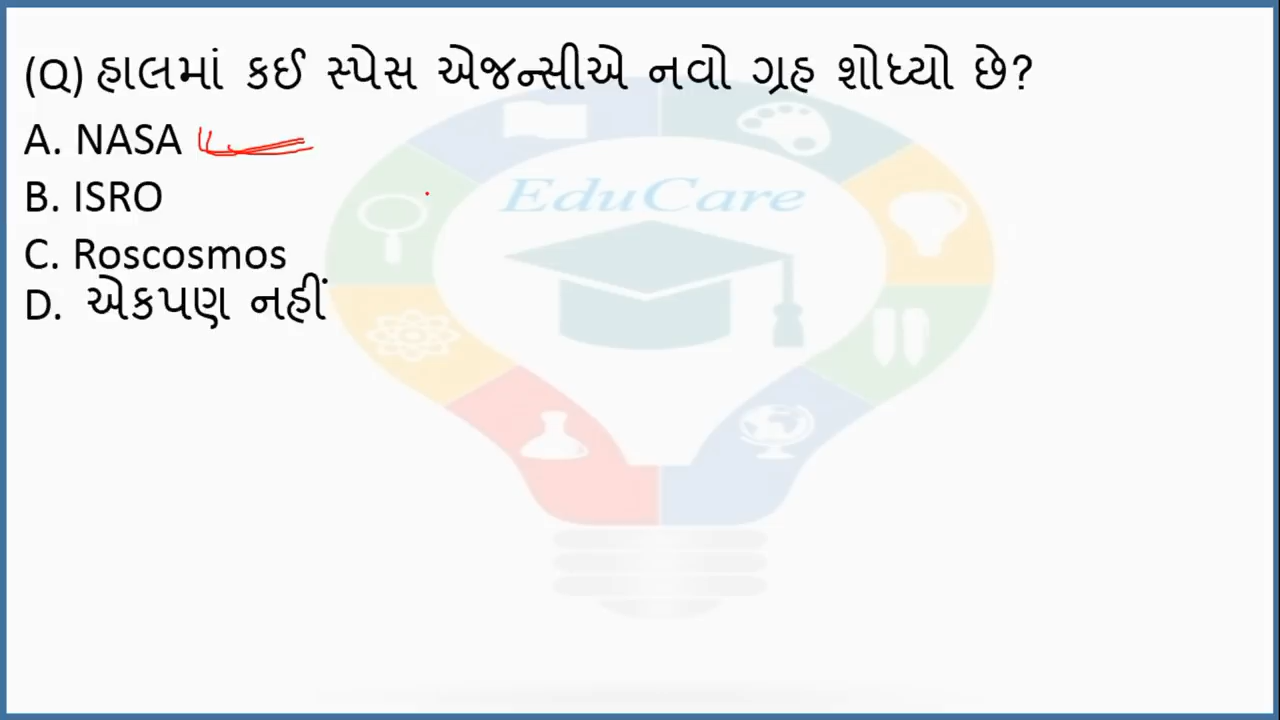 (Q) હાલમાં કઈ સ્પેસ એજન્સીએ નવો ગ્રહ શોધ્યો છે?
A. NASA
B. ISRO
EduCare
C. Roscosmos
D. એકપણ નહીં